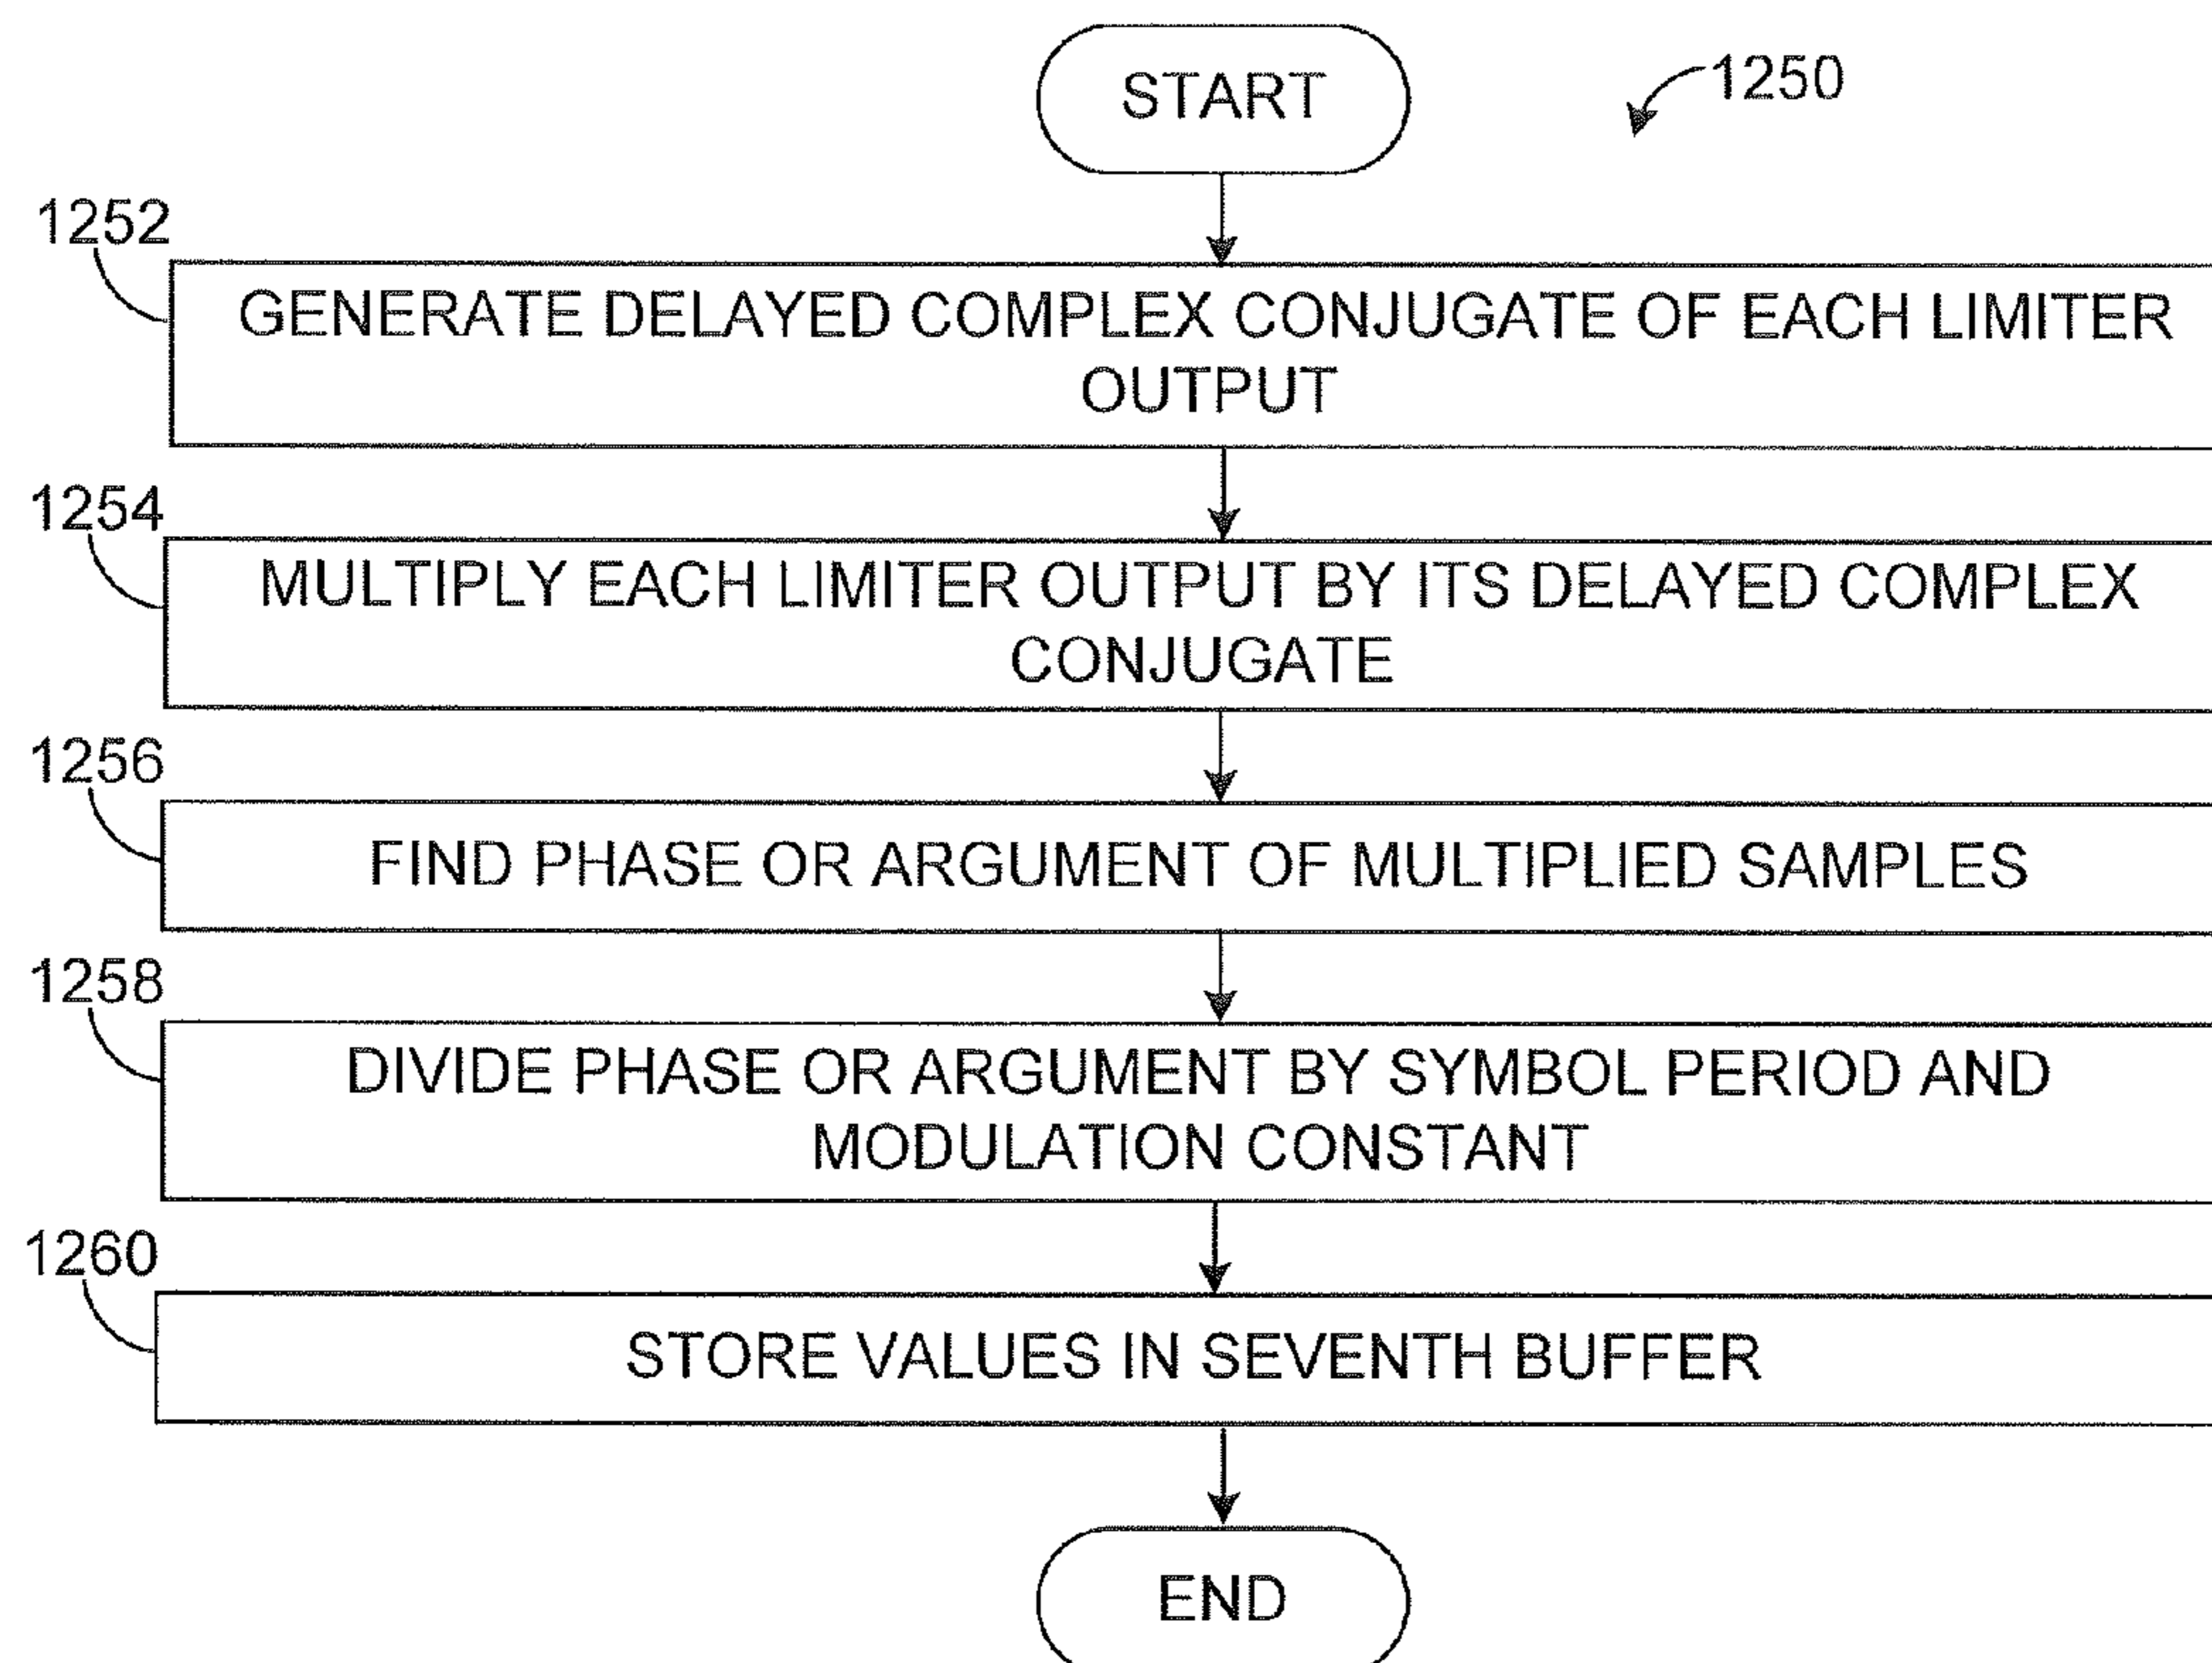 START
1250
1252
GENERATE DELAYED COMPLEX CONJUGATE OF EACH LIMITER
OUTPUT
1254
MULTIPLY EACH LIMITER OUTPUT BY ITS DELAYED COMPLEX
CONJUGATE
1256
FIND PHASE OR ARGUMENT OF MULTIPLIED SAMPLES
1258
DIVIDE PHASE OR ARGUMENT BY SYMBOL PERIOD AND
MODULATION CONSTANT
1260
STORE VALUES IN SEVENTH BUFFER
END